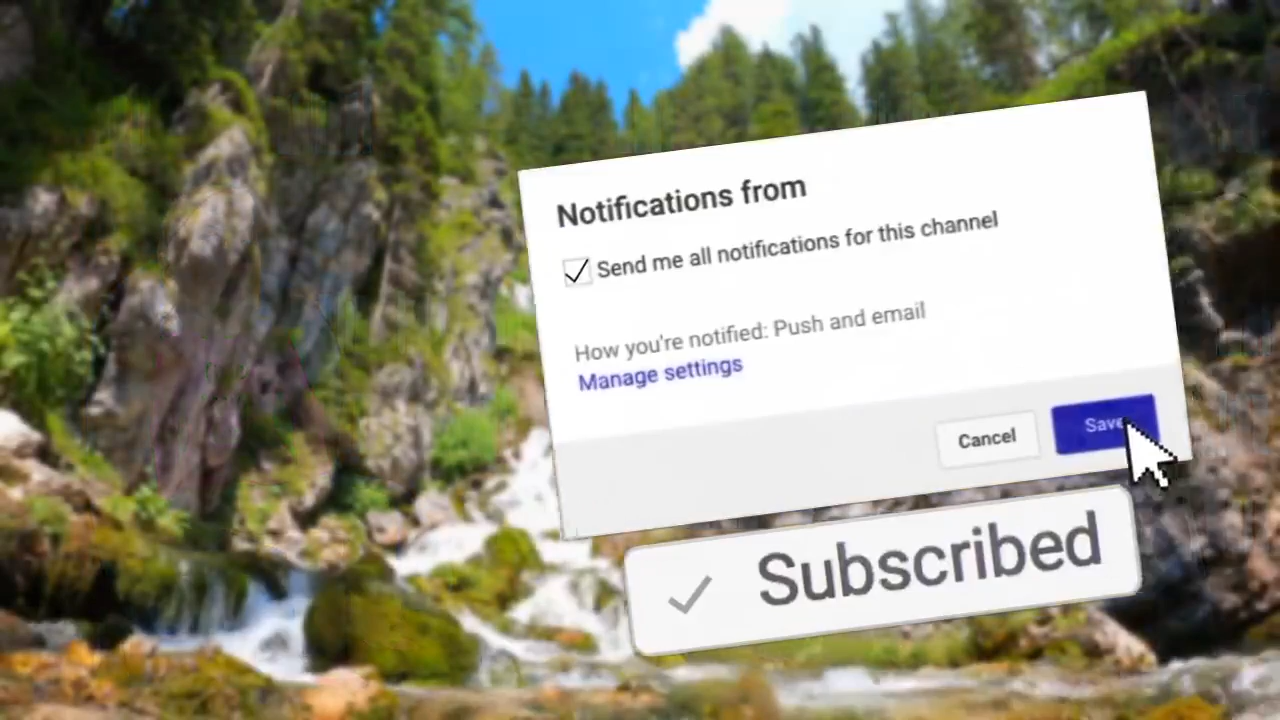 Notifications from
Send me all notifications for this channel
How you're notified: Push and email
Manage settings
Cancel
Save
Subscribed